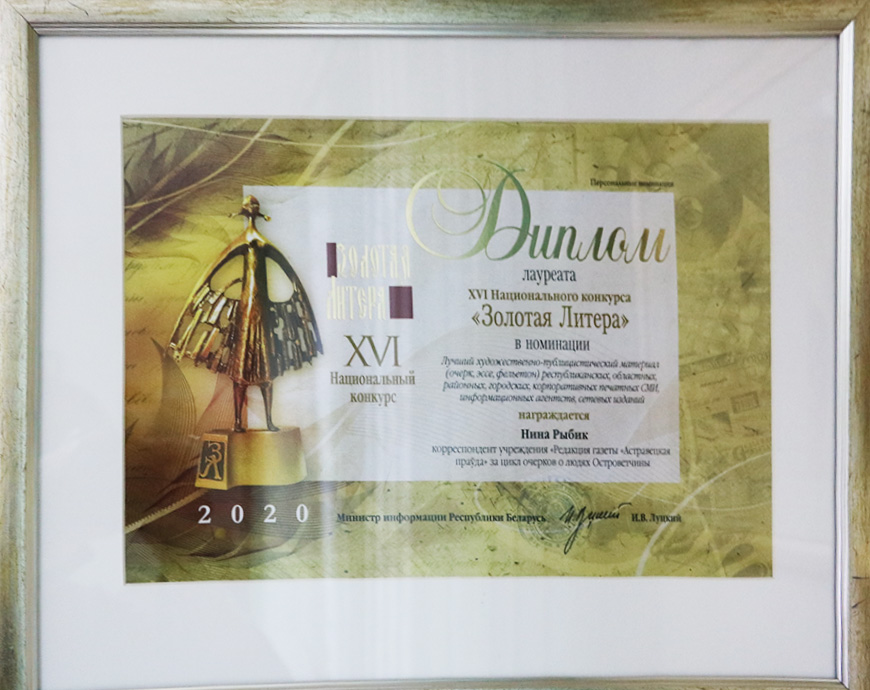 Персональная номинация
Диплом
лауреата
XVI Национального конкурса
«Золотая Литера»
в номинации
Лучший художественно-публицистический материал
(очерк, эссе, фельетон) республиканских, областных,
районных, городских, корпоративных печатных СМИ,
информационных агентств, сетевых изданий
награждается
Нина Рыбик
корреспондент учреждения «Редакция газеты «Астравецкая
праўда» за цикл очерков о людях Островетчины
ЗОЛОТАЯ
ЛИТЕРА
XVI
Национальный
конкурс
ЗЛ
2020
Министр информации Республики Беларусь И.В. Луцкий